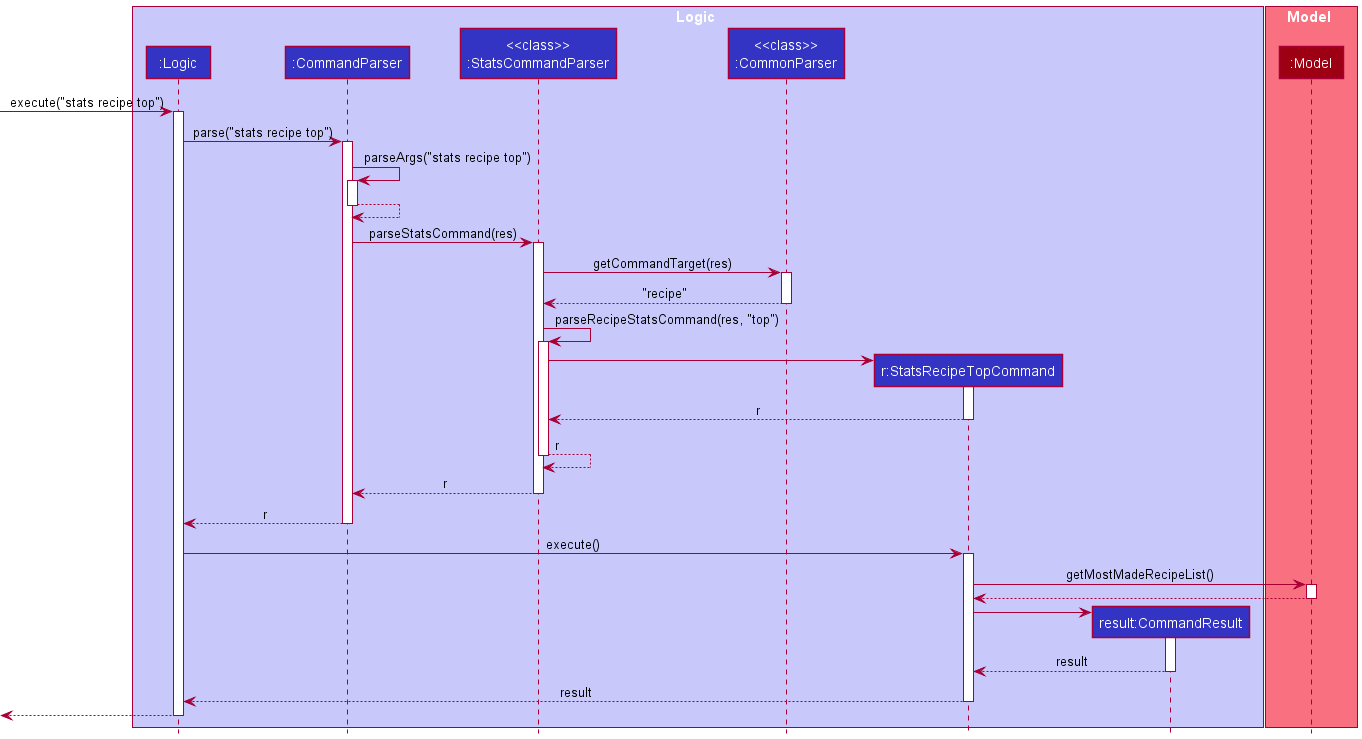 Logic
Model
:Logic
:CommandParser
<<class>>
:StatsCommandParser
<<class>>
:CommonParser
:Model
execute("stats recipe top")
parse("stats recipe top")
parseArgs("stats recipe top")
parseStatsCommand(res)
getCommandTarget(res)
"recipe"
parseRecipeStatsCommand(res, "top")
r:StatsRecipeTopCommand
r
r
r
r
execute()
getMostMadeRecipeList()
result:CommandResult
result
result